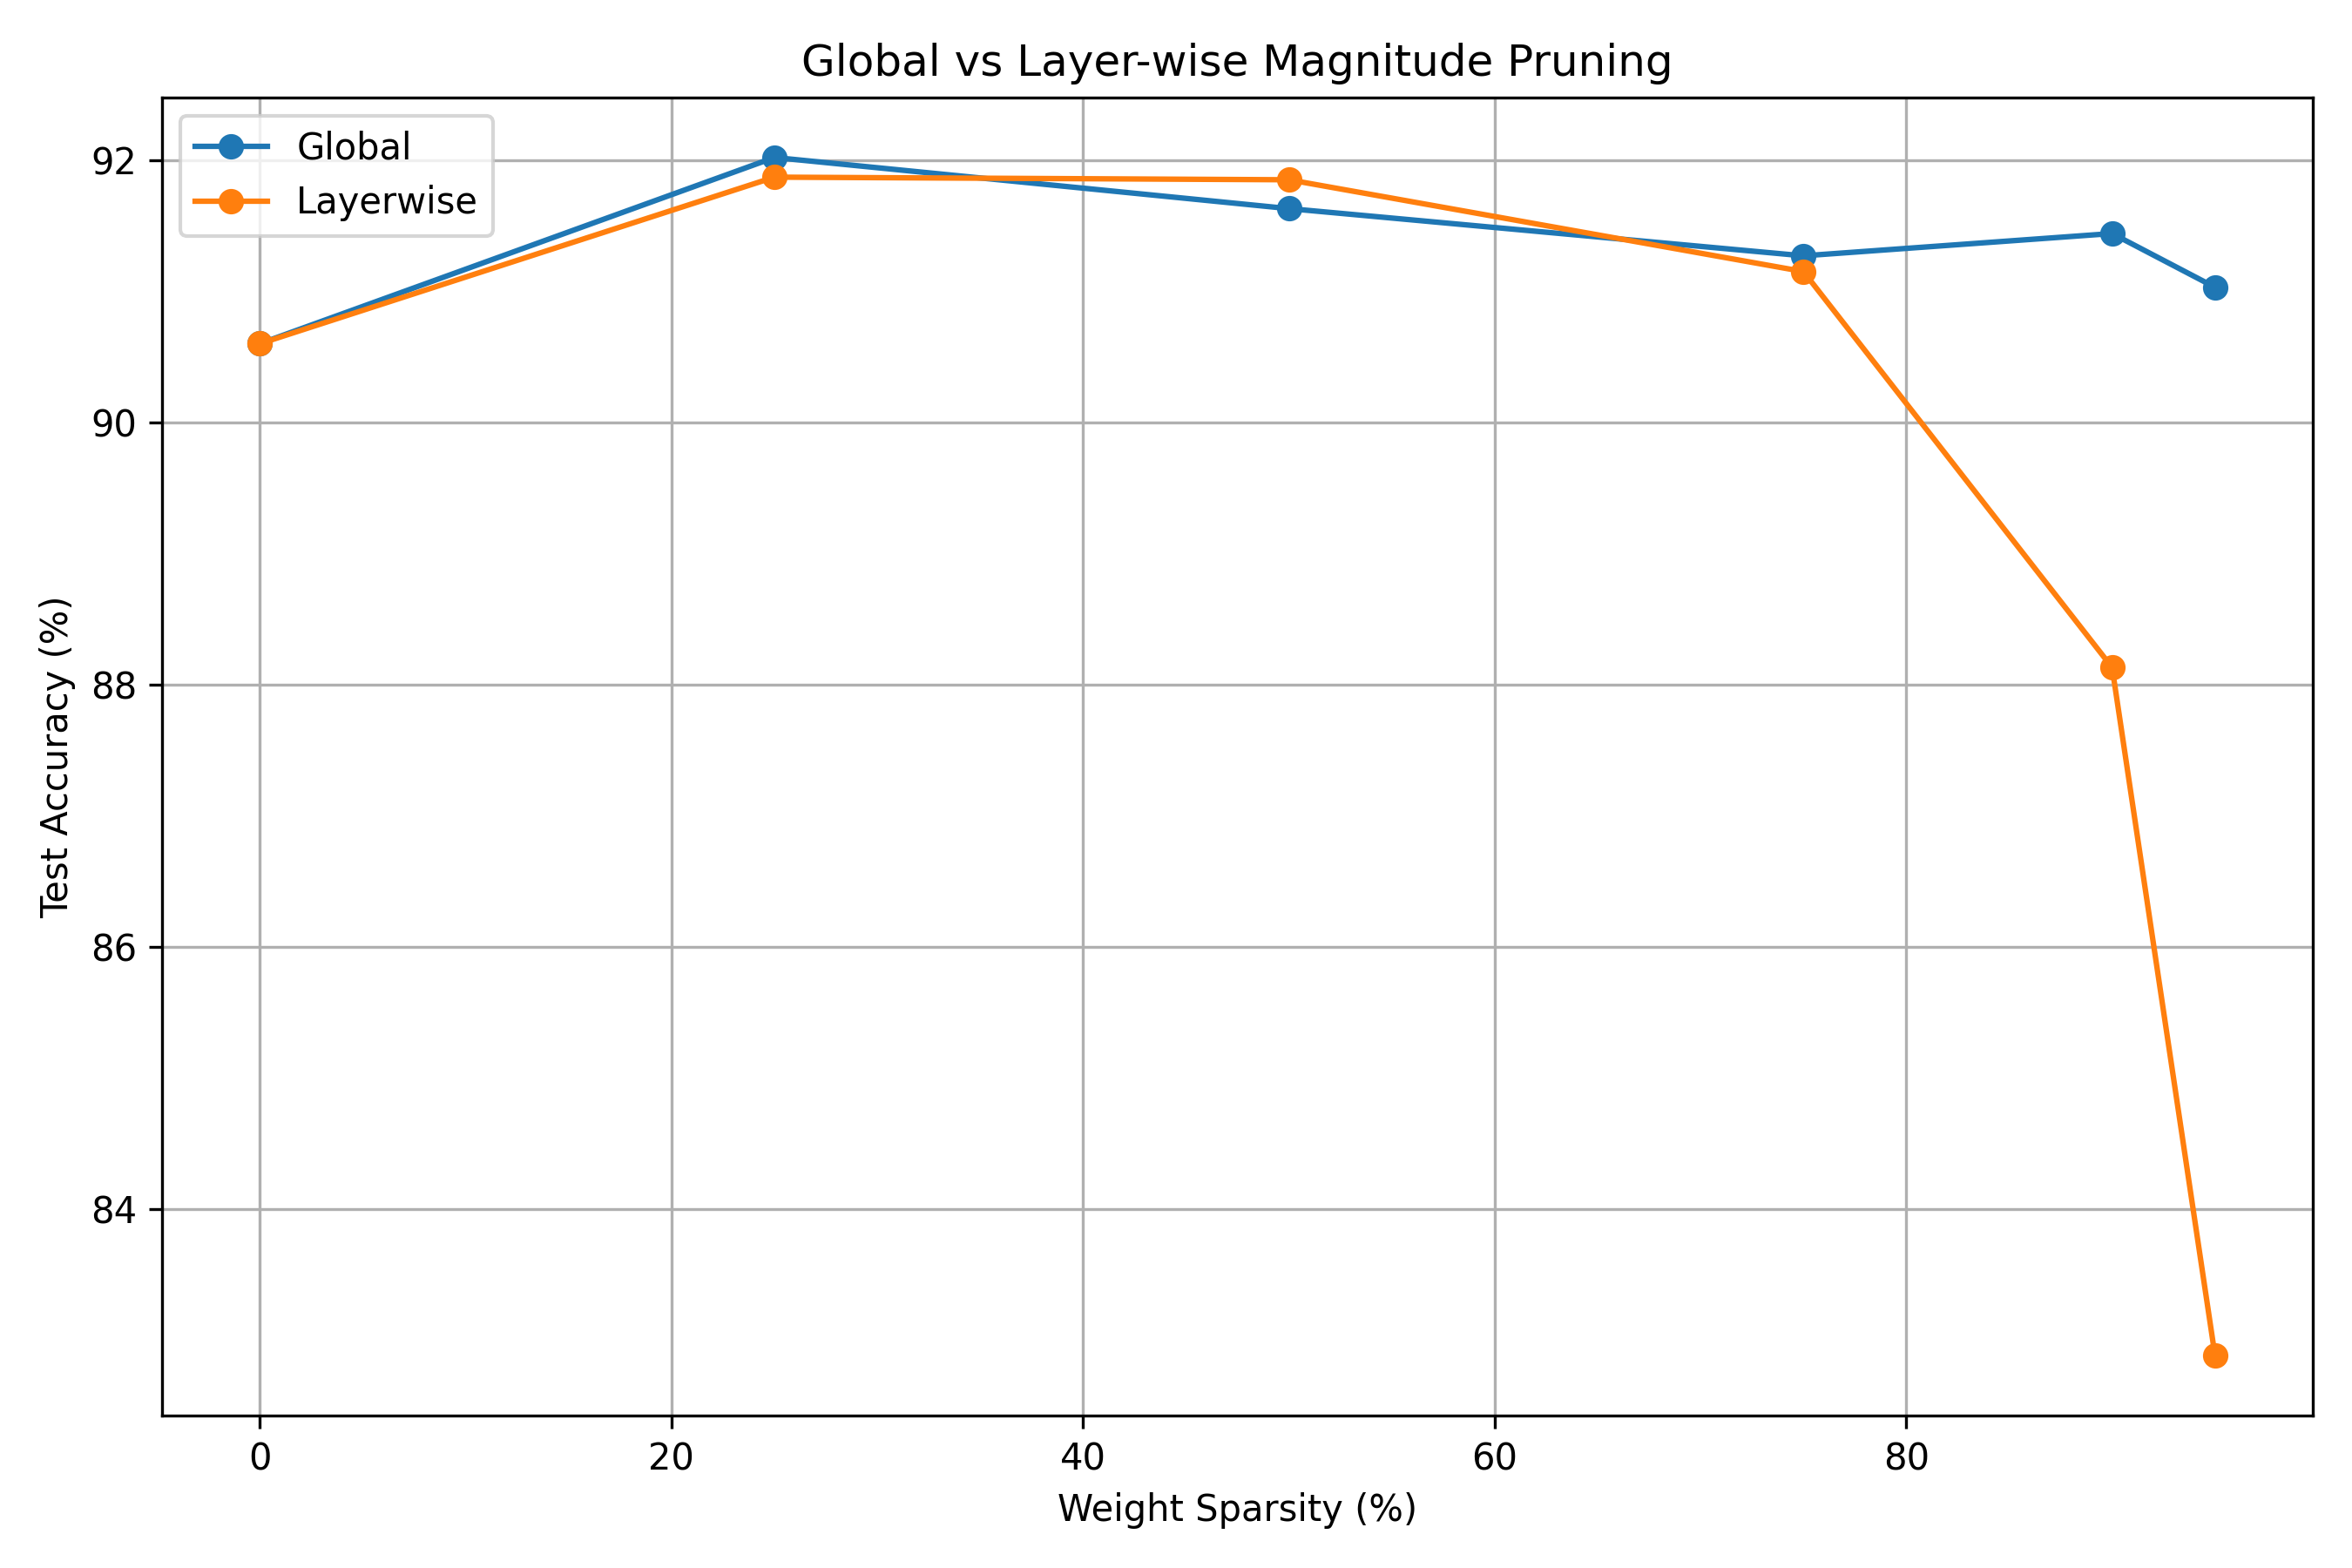 Global vs Layer-wise Magnitude Pruning
Global
Layerwise
92
90
88
86
84
Test Accuracy (%)
0
20
40
60
80
Weight Sparsity (%)